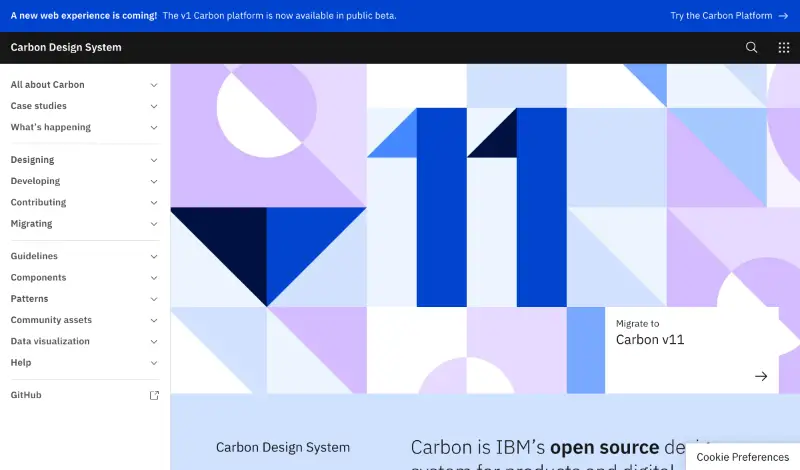 A new web experience is coming! The v1 Carbon platform is now available in public beta.
Try the Carbon Platform
Carbon Design System
All about Carbon
Case studies
What's happening
Designing
Developing
Contributing
Migrating
Guidelines
Components
Patterns
Community assets
Data visualization
Help
GitHub
11
Migrate to
Carbon v11
Carbon Design System
Carbon is IBM's open source
system for products and digital
Cookie Preferences